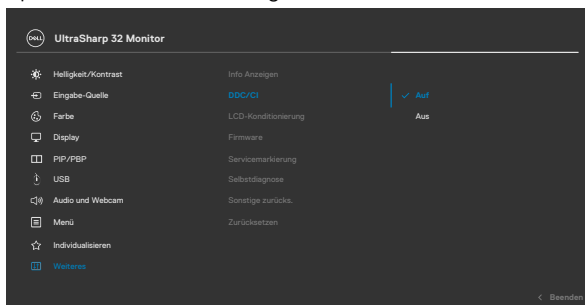 DELL UltraSharp 32 Monitor
Helligkeit/Kontrast Info Anzeigen
Eingabe-Quelle DDC/CI Auf
Farbe LCD-Konditionierung Aus
Display Firmware
PIP/PBP Servicemarkierung
USB Selbstdiagnose
Audio und Webcam Sonstige zurücks.
Menü Zurücksetzen
Individualisieren
Weiteres
Beenden